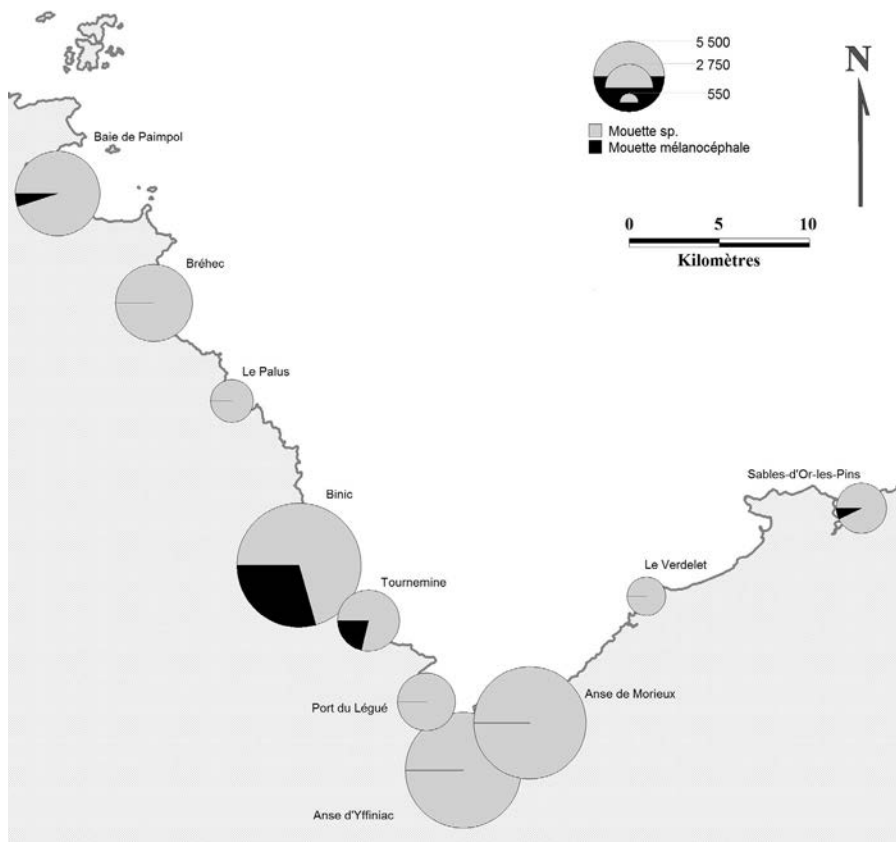 5 500
2 750
550
N
Mouette sp.
Mouette mélanocéphale
0 5 10
Kilomètres
Baie de Paimpol
Bréhec
Le Palus
Sables-d'Or-les-Pins
Binic
Le Verdelet
Tournemine
Anse de Morieux
Port du Légué
Anse d'Yffiniac